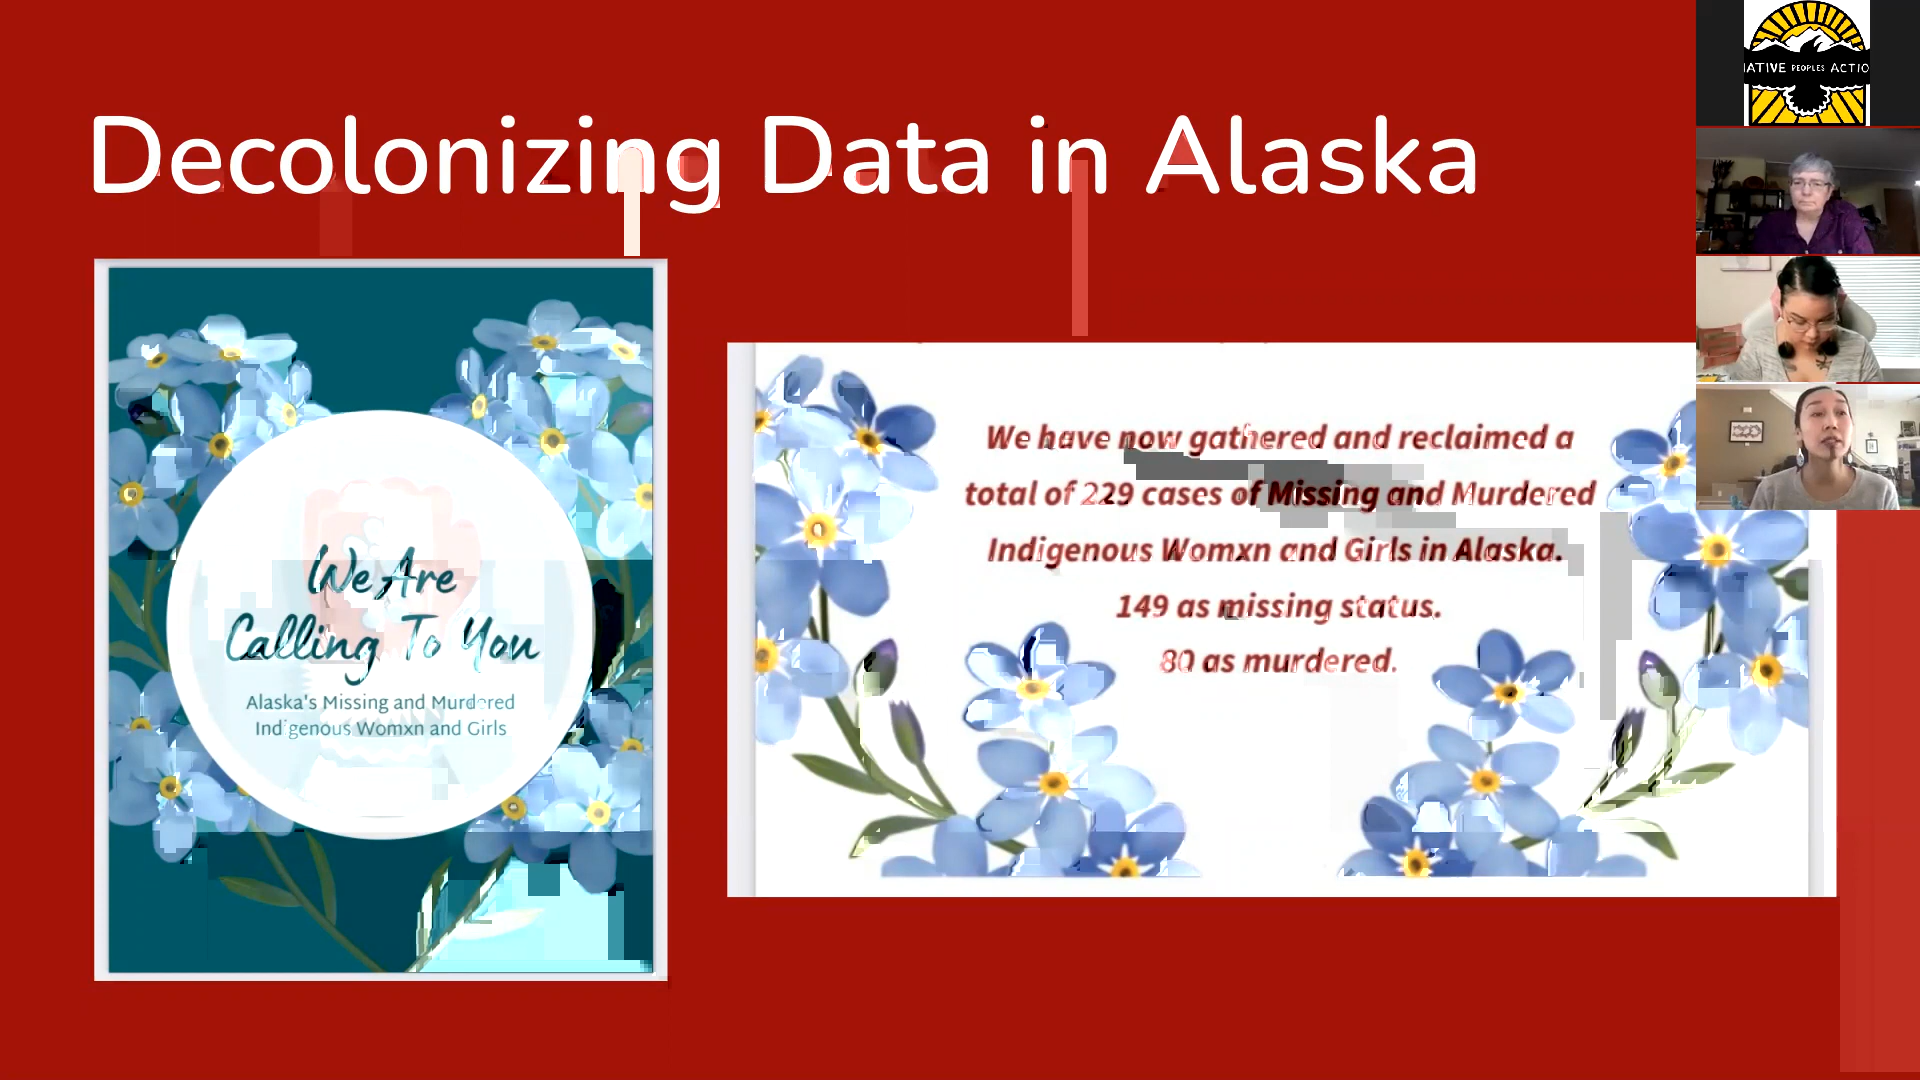 Decolonizing Data in Alaska
NATIVE PEOPLES ACTIO
We Are
Calling To You
Alaska's Missing and Murdered
Indigenous Womxn and Girls
We have now gathered and reclaimed a
total of 229 cases of Missing and Murdered
Indigenous Womxn and Girls in Alaska.
149 as missing status.
80 as murdered.